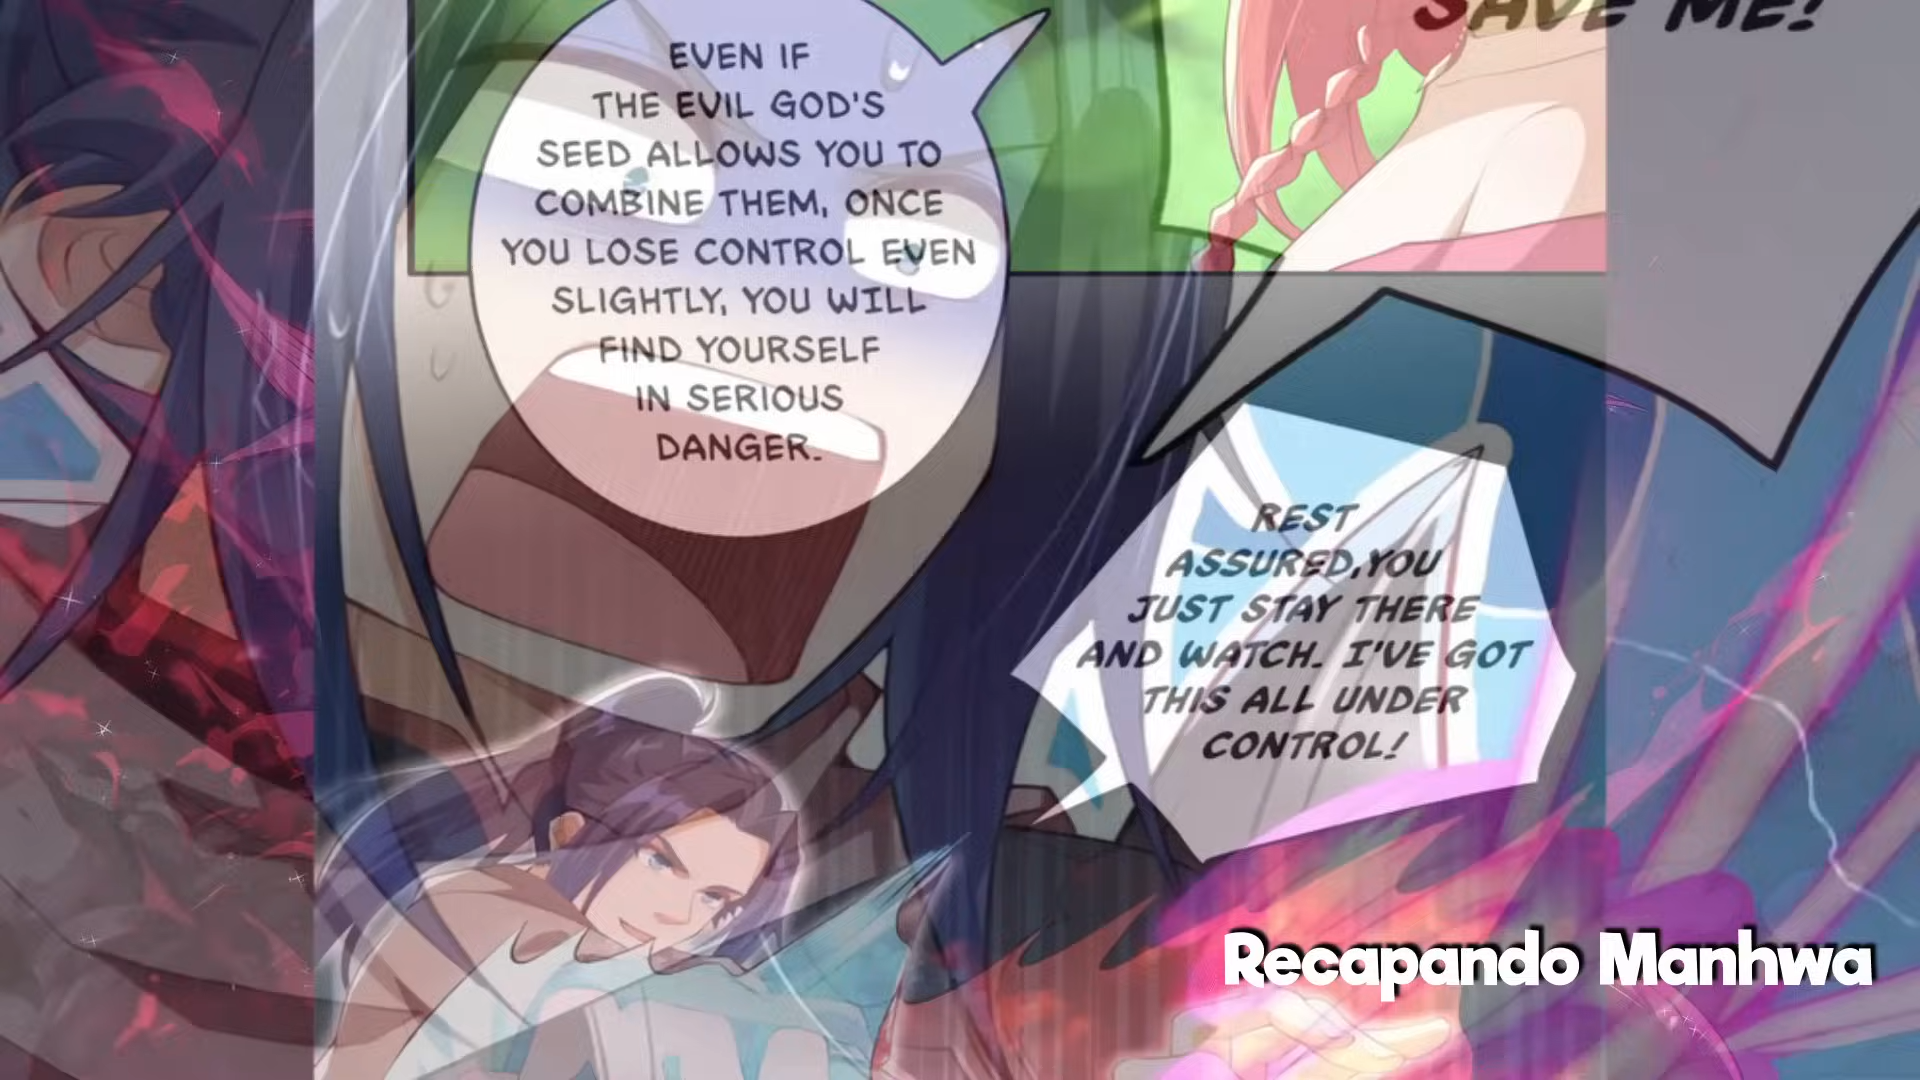 SAVE ME!
EVEN IF
THE EVIL GOD'S
SEED ALLOWS YOU TO
COMBINE THEM, ONCE
YOU LOSE CONTROL EVEN
SLIGHTLY, YOU WILL
FIND YOURSELF
IN SERIOUS
DANGER.
REST
ASSURED,YOU
JUST STAY THERE
AND WATCH. I'VE GOT
THIS ALL UNDER
CONTROL!
Recapando Manhwa